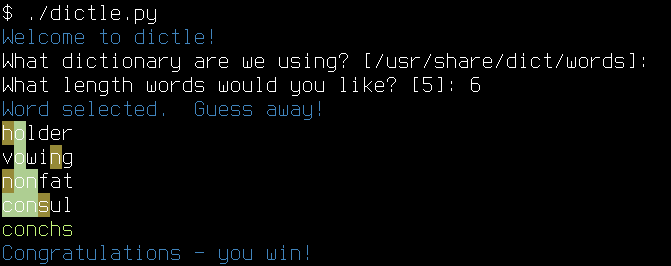 $ ./dictle.py
Welcome to dictle!
What dictionary are we using? [/usr/share/dict/words]:
What length words would you like? [5]: 6
Word selected.  Guess away!
holder
vowing
nonfat
consul
conchs
Congratulations - you win!